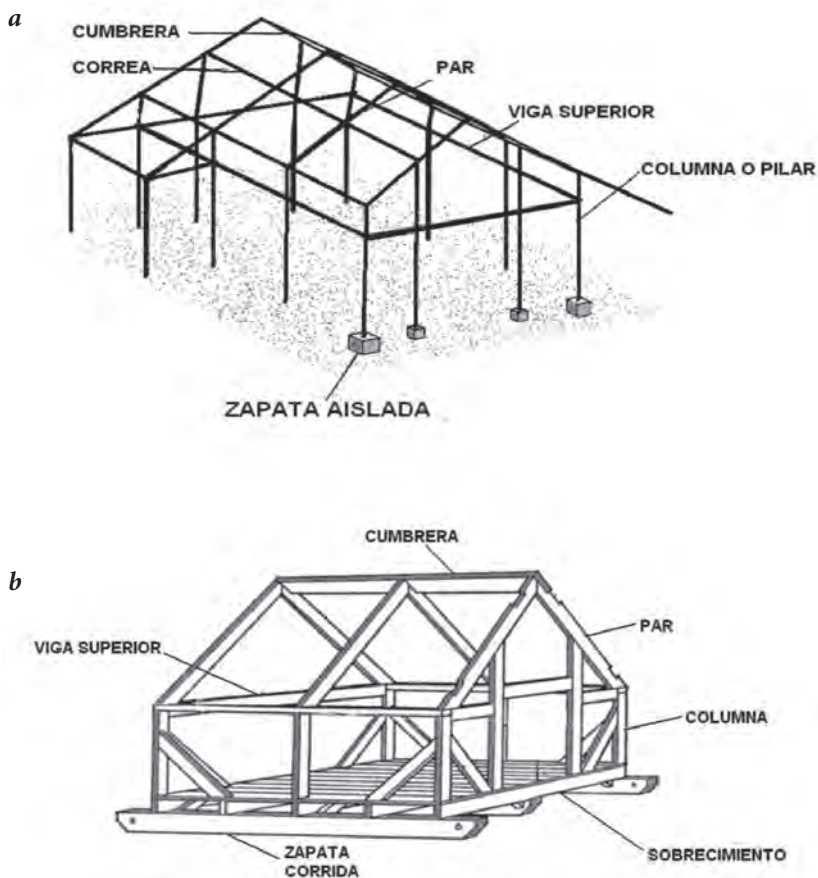 a
CUMBRERA
CORREA
PAR
VIGA SUPERIOR
COLUMNA O PILAR
ZAPATA AISLADA
b
CUMBRERA
PAR
VIGA SUPERIOR
COLUMNA
SOBRECIMIENTO
ZAPATA
CORRIDA